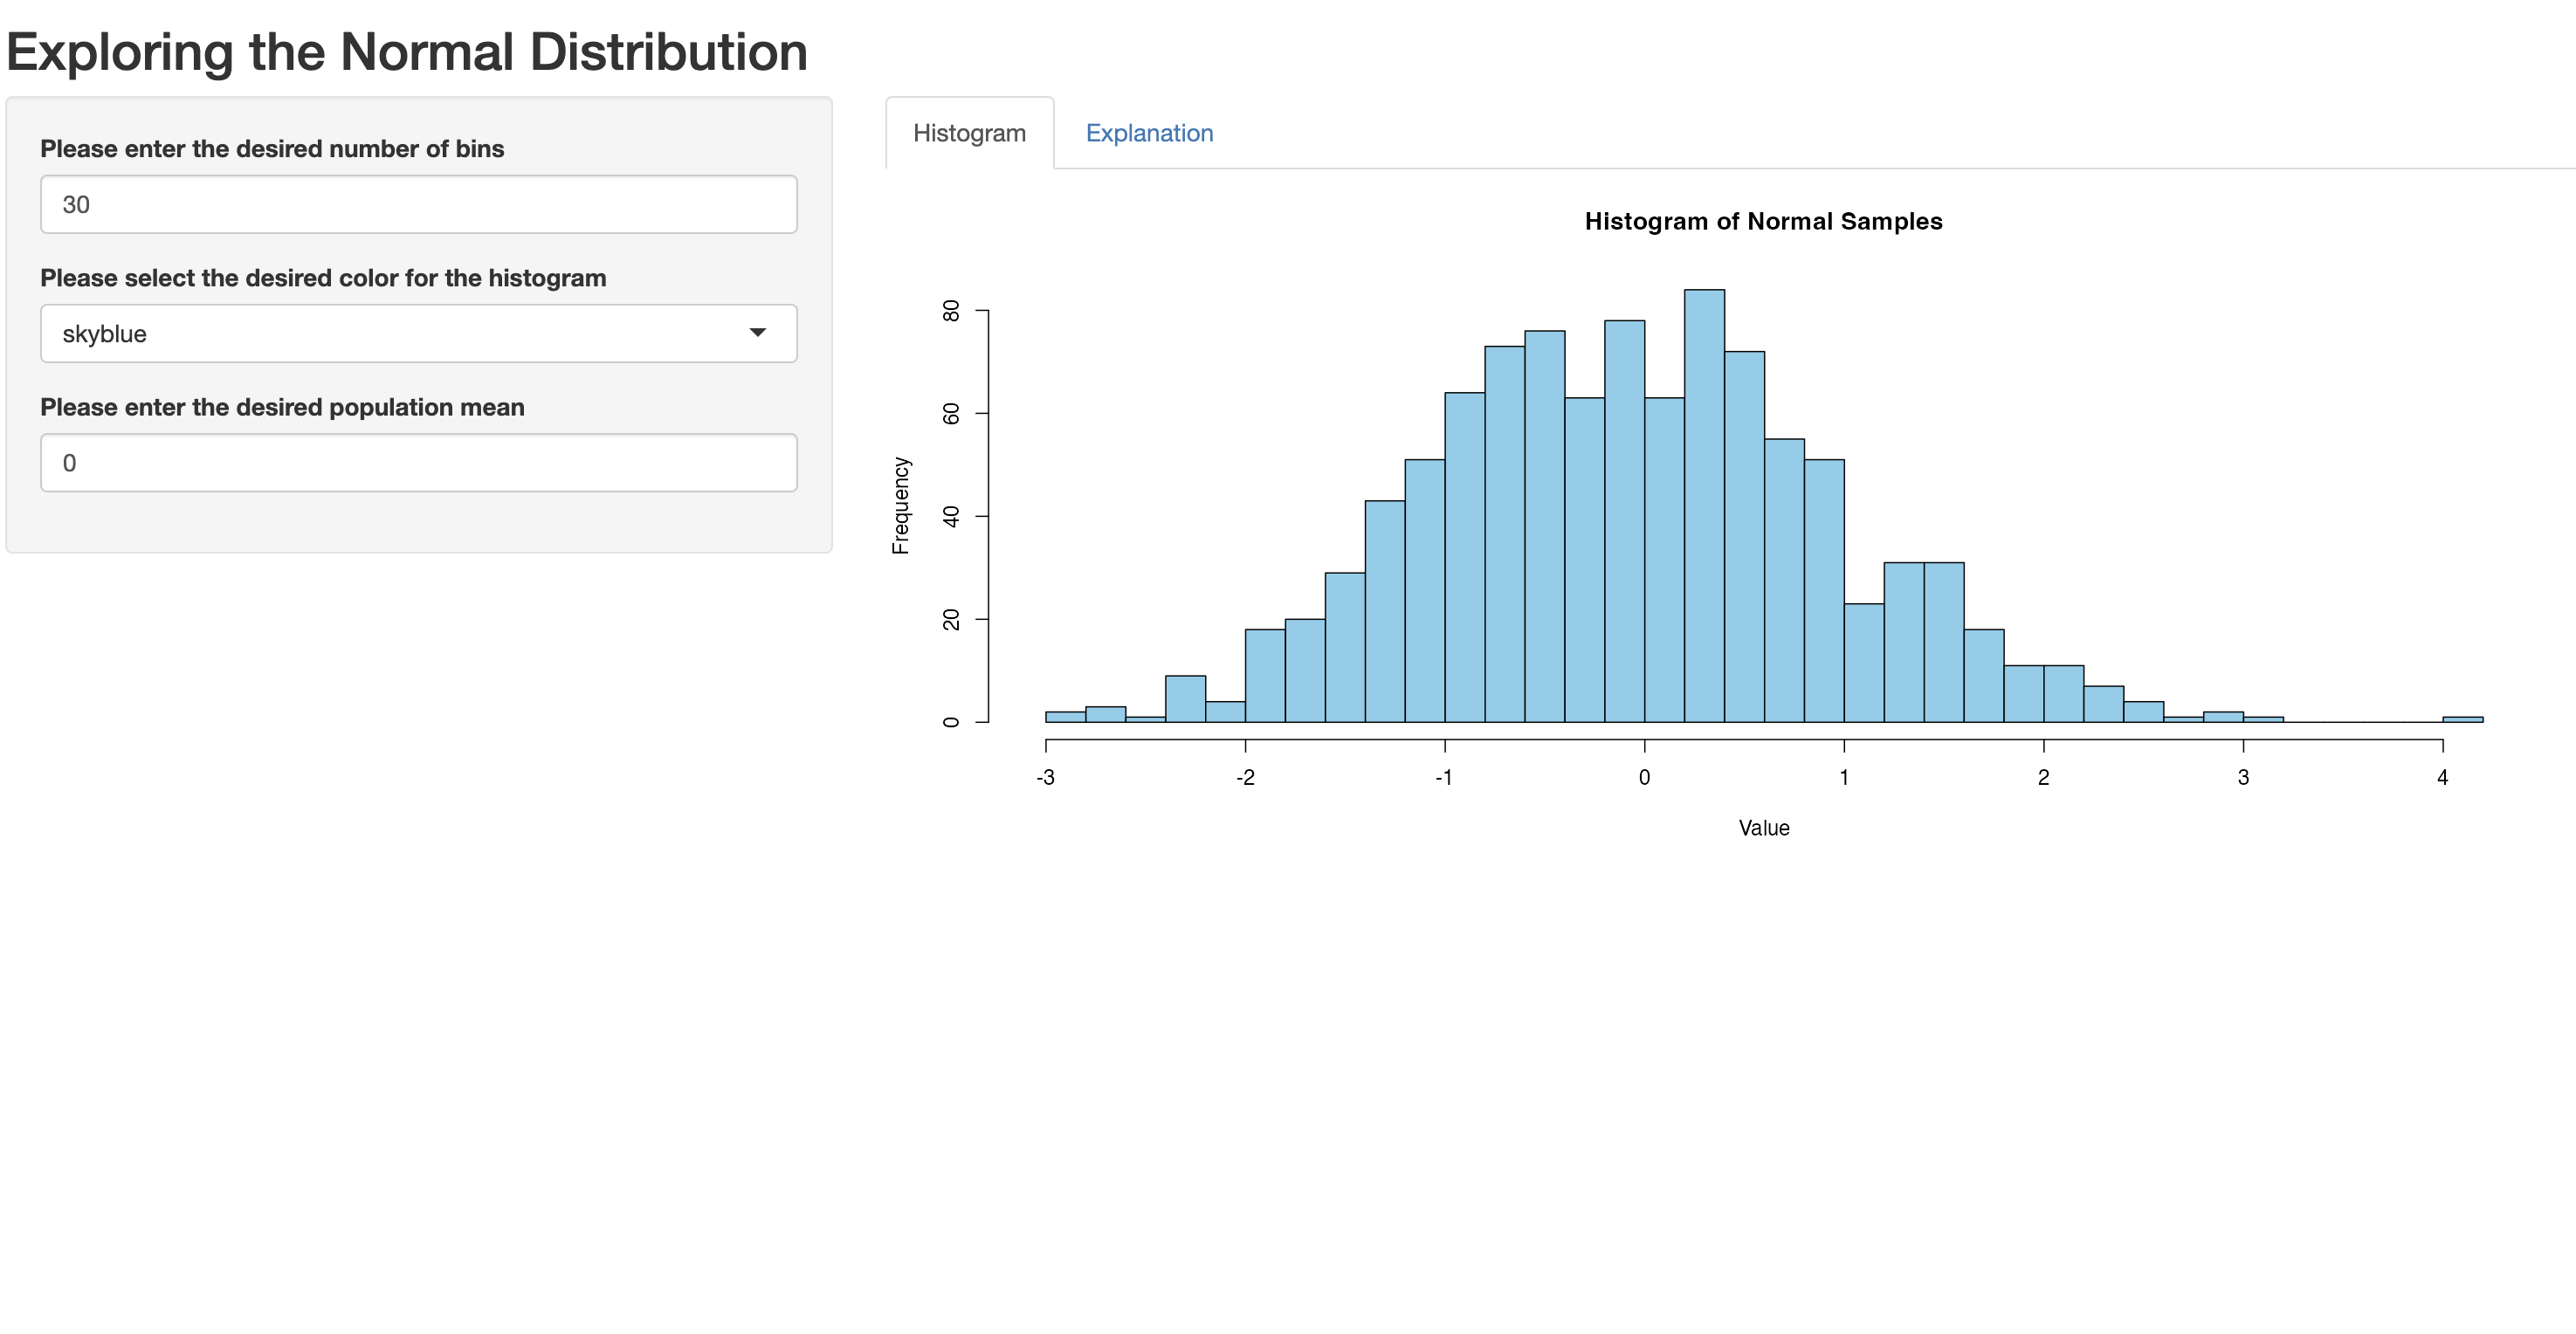 Exploring the Normal Distribution
Please enter the desired number of bins
30
Please select the desired color for the histogram
skyblue
Please enter the desired population mean
0
Histogram Explanation
Histogram of Normal Samples
Frequency
80
60
40
20
0
-3 -2 -1 0 1 2 3 4
Value